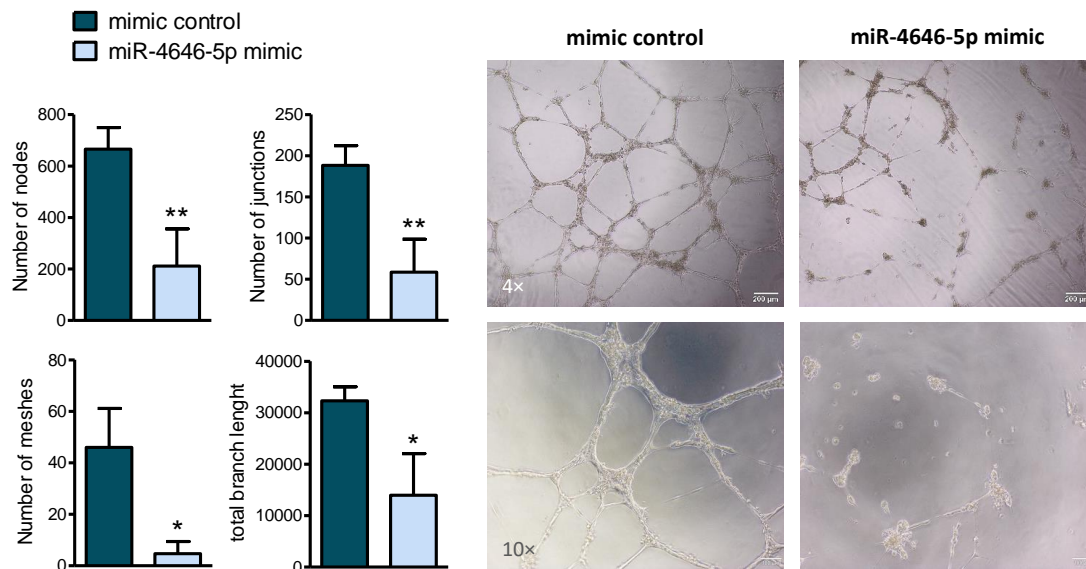 mimic control
miR-4646-5p mimic
mimic control
miR-4646-5p mimic
Number of nodes
800
600
400
200
0
**
Number of junctions
250
200
150
100
50
0
**
4×
200 µm
200 µm
Number of meshes
80
60
40
20
0
*
total branch lenght
40000
30000
20000
10000
0
*
10×